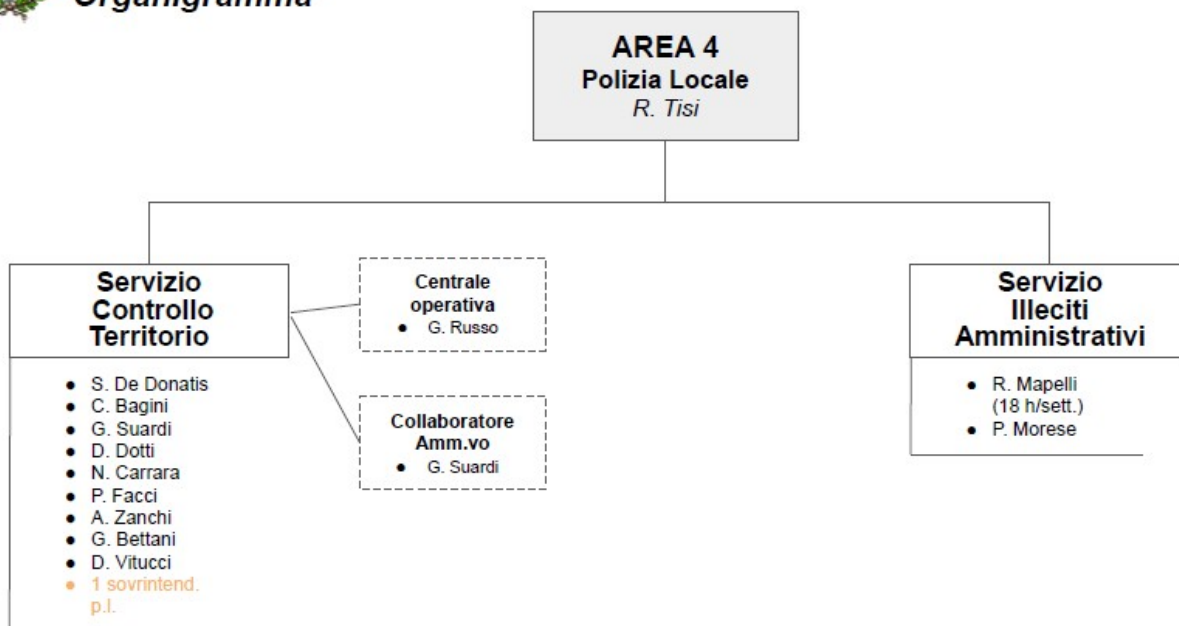 Organigramma
AREA 4
Polizia Locale
R. Tisi
Servizio
Controllo
Territorio
● S. De Donatis
● C. Bagini
● G. Suardi
● D. Dotti
● N. Carrara
● P. Facci
● A. Zanchi
● G. Bettani
● D. Vitucci
● 1 sovrintend.
p.l.
Centrale
operativa
● G. Russo
Collaboratore
Amm.vo
● G. Suardi
Servizio
Illeciti
Amministrativi
● R. Mapelli
(18 h/sett.)
● P. Morese